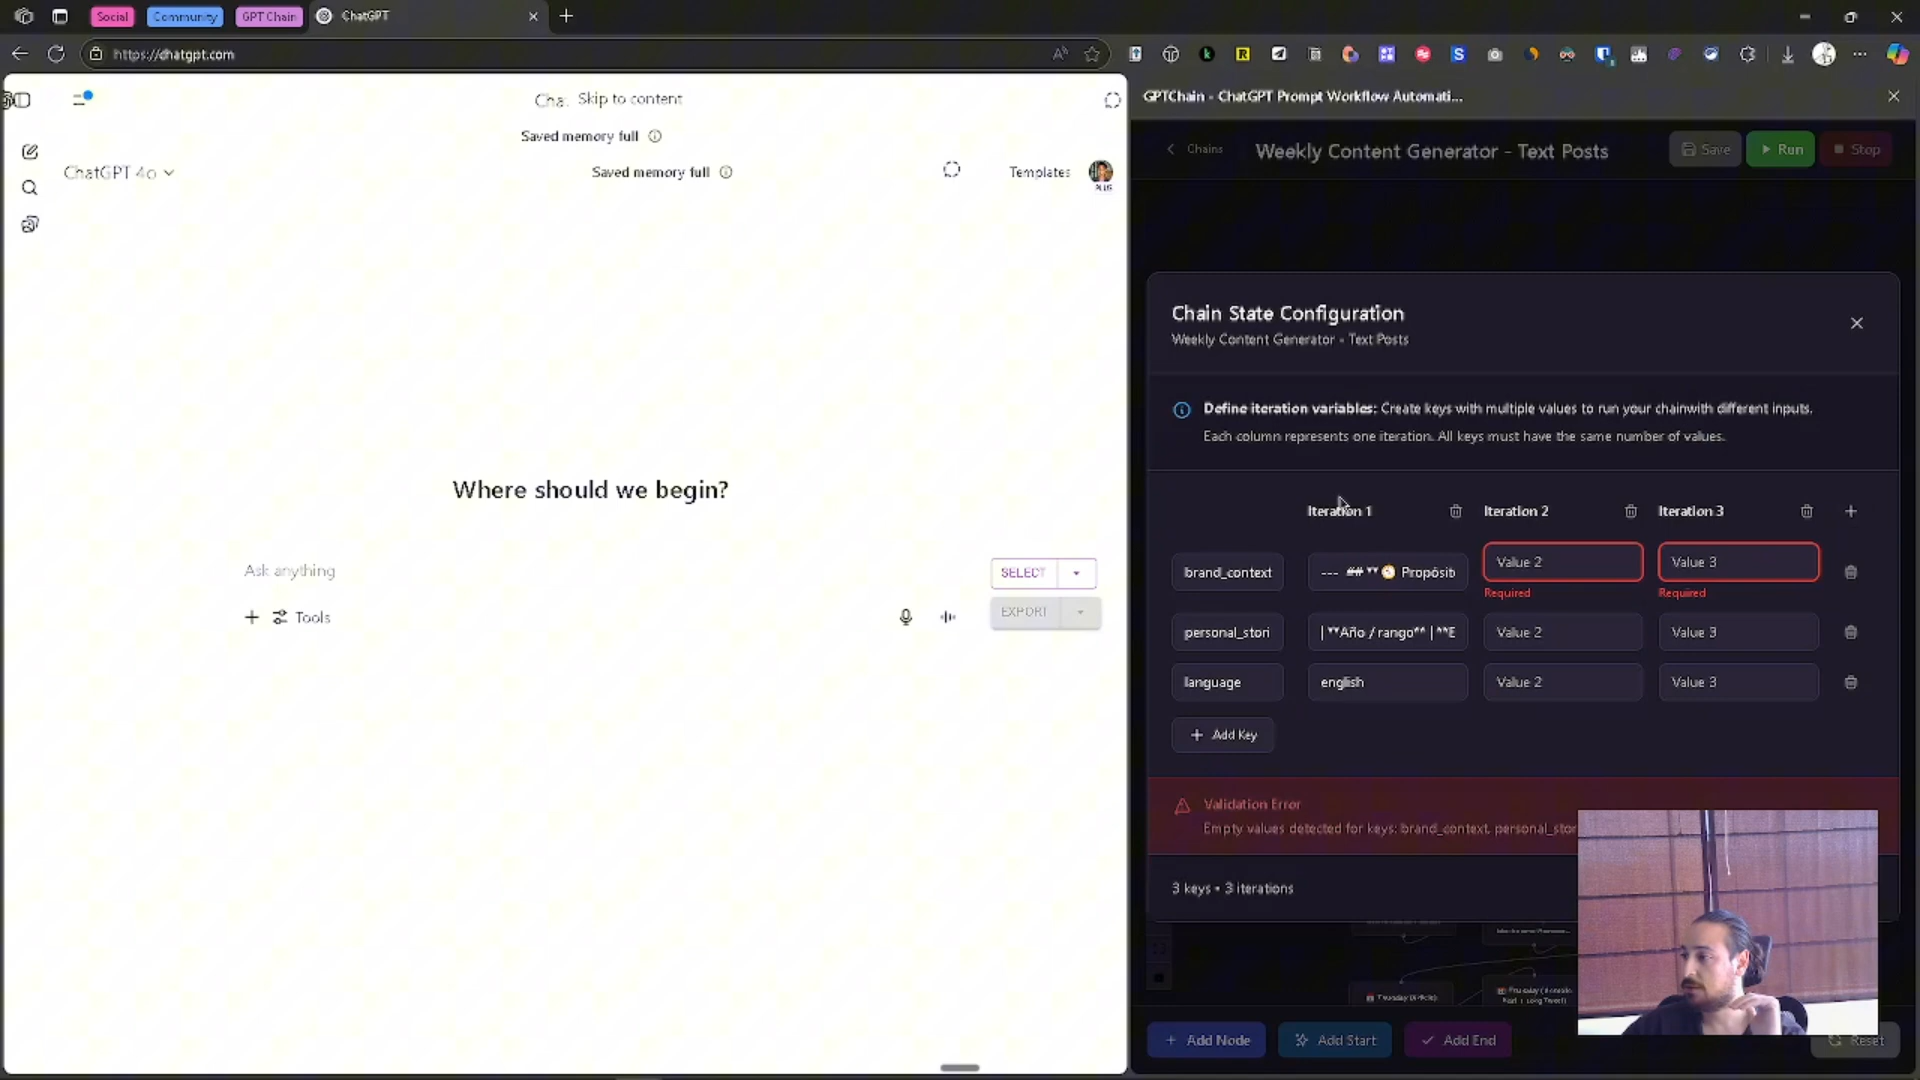 Social
Community
GPT Chain
ChatGPT
https://chatgpt.com
GPTChain - ChatGPT Prompt Workflow Automati...
Skip to content
Saved memory full
ChatGPT 4o
Saved memory full
Templates
PLUS
Where should we begin?
Ask anything
SELECT
Tools
EXPORT
Chains
Weekly Content Generator - Text Posts
Save
Run
Stop
Chain State Configuration
Weekly Content Generator - Text Posts
Define iteration variables: Create keys with multiple values to run your chainwith different inputs.
Each column represents one iteration. All keys must have the same number of values.
Iteration 1
Iteration 2
Iteration 3
brand_context
--- ## ** 🧭 Propósit
Value 2
Value 3
Required
Required
personal_stori
| **Año / rango** | **E
Value 2
Value 3
language
english
Value 2
Value 3
+ Add Key
Validation Error
Empty values detected for keys: brand_context, personal_stor
3 keys • 3 iterations
+ Add Node
Add Start
Add End
Reset